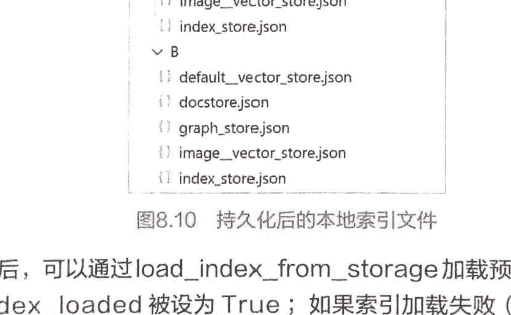 {} image__vector_store.json
{} index_store.json
∨ B
{} default__vector_store.json
{} docstore.json
{} graph_store.json
{} image__vector_store.json
{} index_store.json
图8.10 持久化后的本地索引文件
后，可以通过load_index_from_storage加载预
dex_loaded 被设为 True；如果索引加载失败（